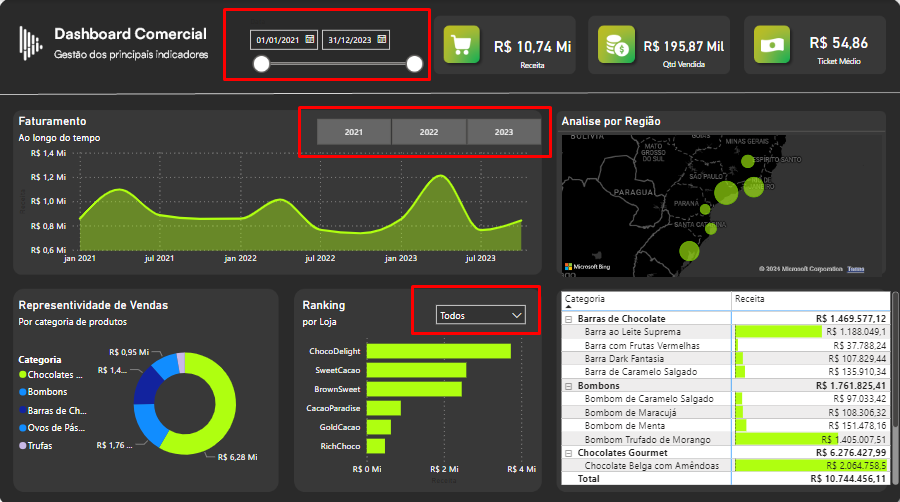 Dashboard Comercial
Gestão dos principais indicadores
01/01/2021
31/12/2023
R$ 10,74 Mi
Receita
R$ 195,87 Mil
Qtd Vendida
R$ 54,86
Ticket Médio
Faturamento
Ao longo do tempo
2021
2022
2023
R$ 1,4 Mi
R$ 1,2 Mi
R$ 1,0 Mi
R$ 0,8 Mi
R$ 0,6 Mi
jan 2021
jul 2021
jan 2022
jul 2022
jan 2023
jul 2023
Analise por Região
BOLIVIA
MATO
GROSSO
DO SUL
GOIÁS
MINAS GERAIS
ESPÍRITO SANTO
SÃO PAULO
PARAGUAY
PARANÁ
SANTA CATARINA
Microsoft Bing
© 2024 Microsoft Corporation
Terms
Representividade de Vendas
Por categoria de produtos
Categoria
Chocolates ...
Bombons
Barras de Ch...
Ovos de Pás...
Trufas
R$ 0,95 Mi
R$ 1,4...
R$ 1,76 ...
R$ 6,28 Mi
Ranking
por Loja
Todos
ChocoDelight
SweetCacao
BrownSweet
CacaoParadise
GoldCacao
RichChoco
R$ 0 Mi
R$ 2 Mi
R$ 4 Mi
Receita
Categoria Receita
Barras de Chocolate R$ 1.469.577,12
Barra ao Leite Suprema R$ 1.188.049,1
Barra com Frutas Vermelhas R$ 37.788,24
Barra Dark Fantasia R$ 107.829,44
Barra de Caramelo Salgado R$ 135.910,34
Bombons R$ 1.761.825,41
Bombom de Caramelo Salgado R$ 97.033,42
Bombom de Maracujá R$ 108.306,32
Bombom de Menta R$ 151.478,16
Bombom Trufado de Morango R$ 1.405.007,51
Chocolates Gourmet R$ 6.276.427,99
Chocolate Belga com Amêndoas R$ 2.064.758,5
Total R$ 10.744.456,11